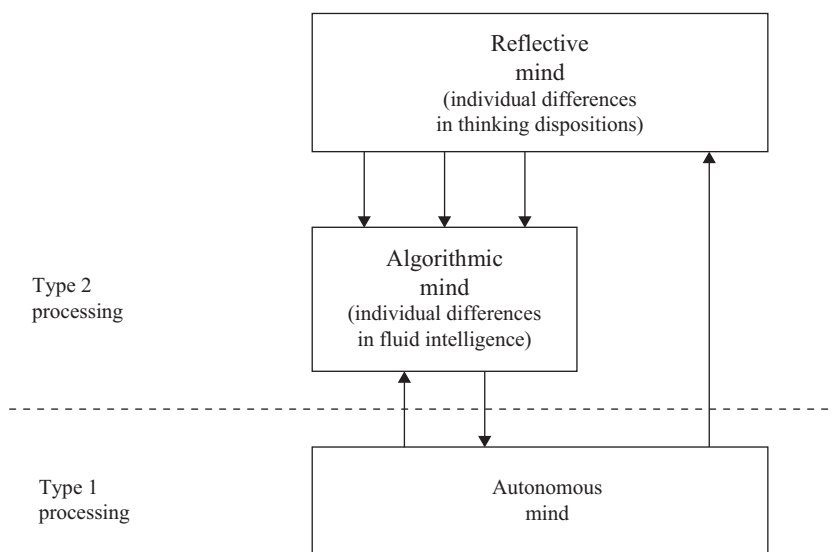 Reflective
mind
(individual differences
in thinking dispositions)
Algorithmic
mind
(individual differences
in fluid intelligence)
Type 2
processing
Type 1
processing
Autonomous
mind